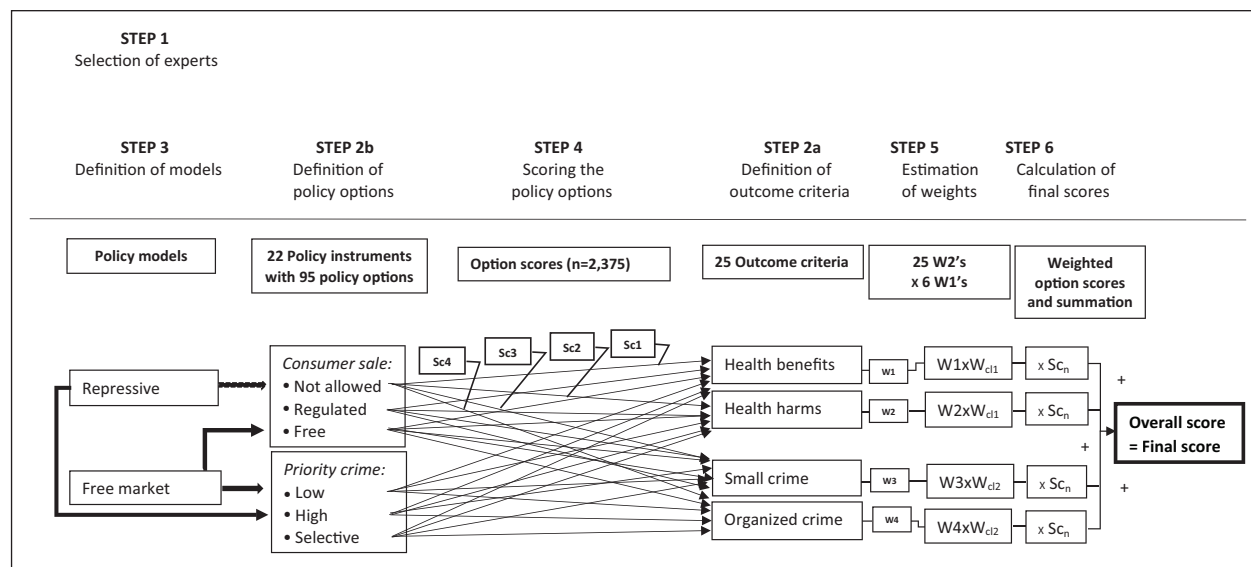 STEP 1
Selection of experts
STEP 3
Definition of models
STEP 2b
Definition of
policy options
STEP 4
Scoring the
policy options
STEP 2a
Definition of
outcome criteria
STEP 5
Estimation
of weights
STEP 6
Calculation of
final scores
Policy models
22 Policy instruments
with 95 policy options
Option scores (n=2,375)
25 Outcome criteria
25 W2's
x 6 W1's
Weighted
option scores
and summation
Repressive
Free market
Consumer sale:
• Not allowed
• Regulated
• Free
Priority crime:
• Low
• High
• Selective
Sc4
Sc3
Sc2
Sc1
Health benefits
W1
W1xWcl1
x Scn
+
Health harms
W2
W2xWcl1
x Scn
+
Small crime
W3
W3xWcl2
x Scn
+
Organized crime
W4
W4xWcl2
x Scn
Overall score
= Final score